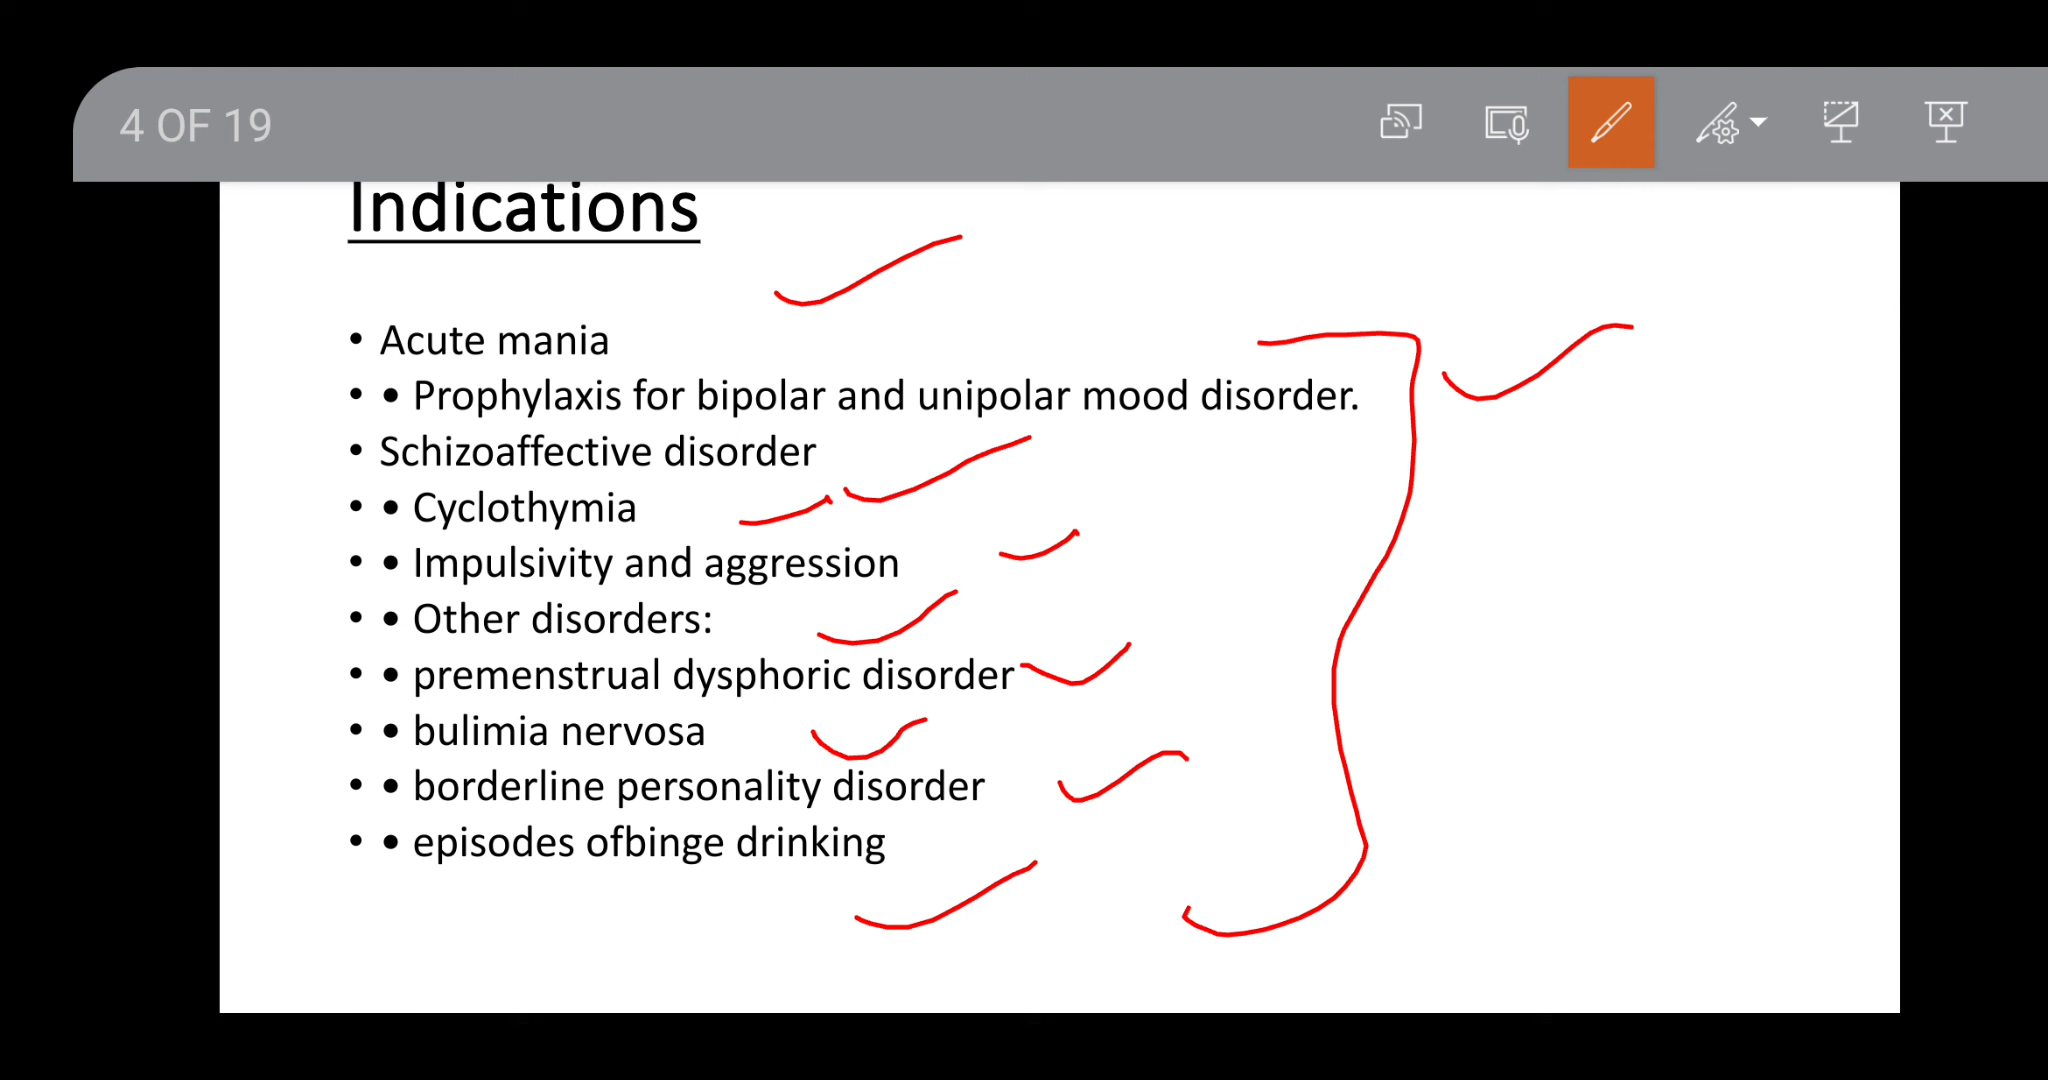 4 OF 19
Indications
• Acute mania
• • Prophylaxis for bipolar and unipolar mood disorder.
• Schizoaffective disorder
• • Cyclothymia
• • Impulsivity and aggression
• • Other disorders:
• • premenstrual dysphoric disorder
• • bulimia nervosa
• • borderline personality disorder
• • episodes ofbinge drinking